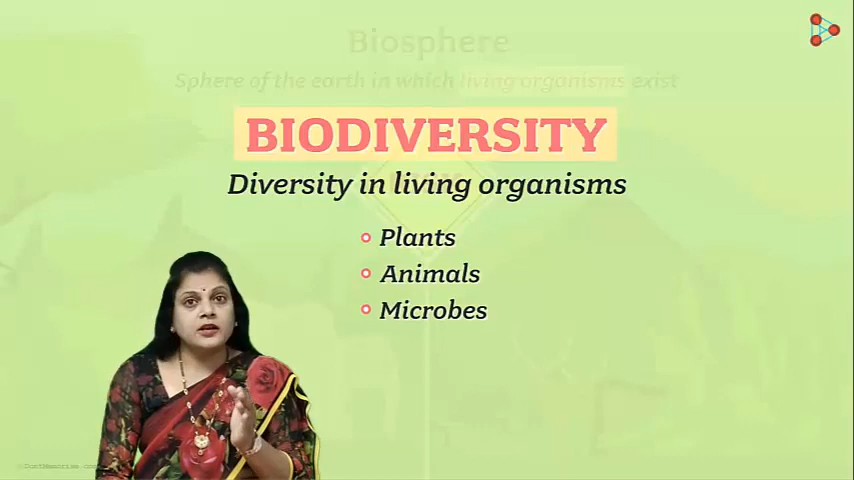 Biosphere
Sphere of the earth in which living organisms exist
BIODIVERSITY
Diversity in living organisms
Plants
Animals
Microbes